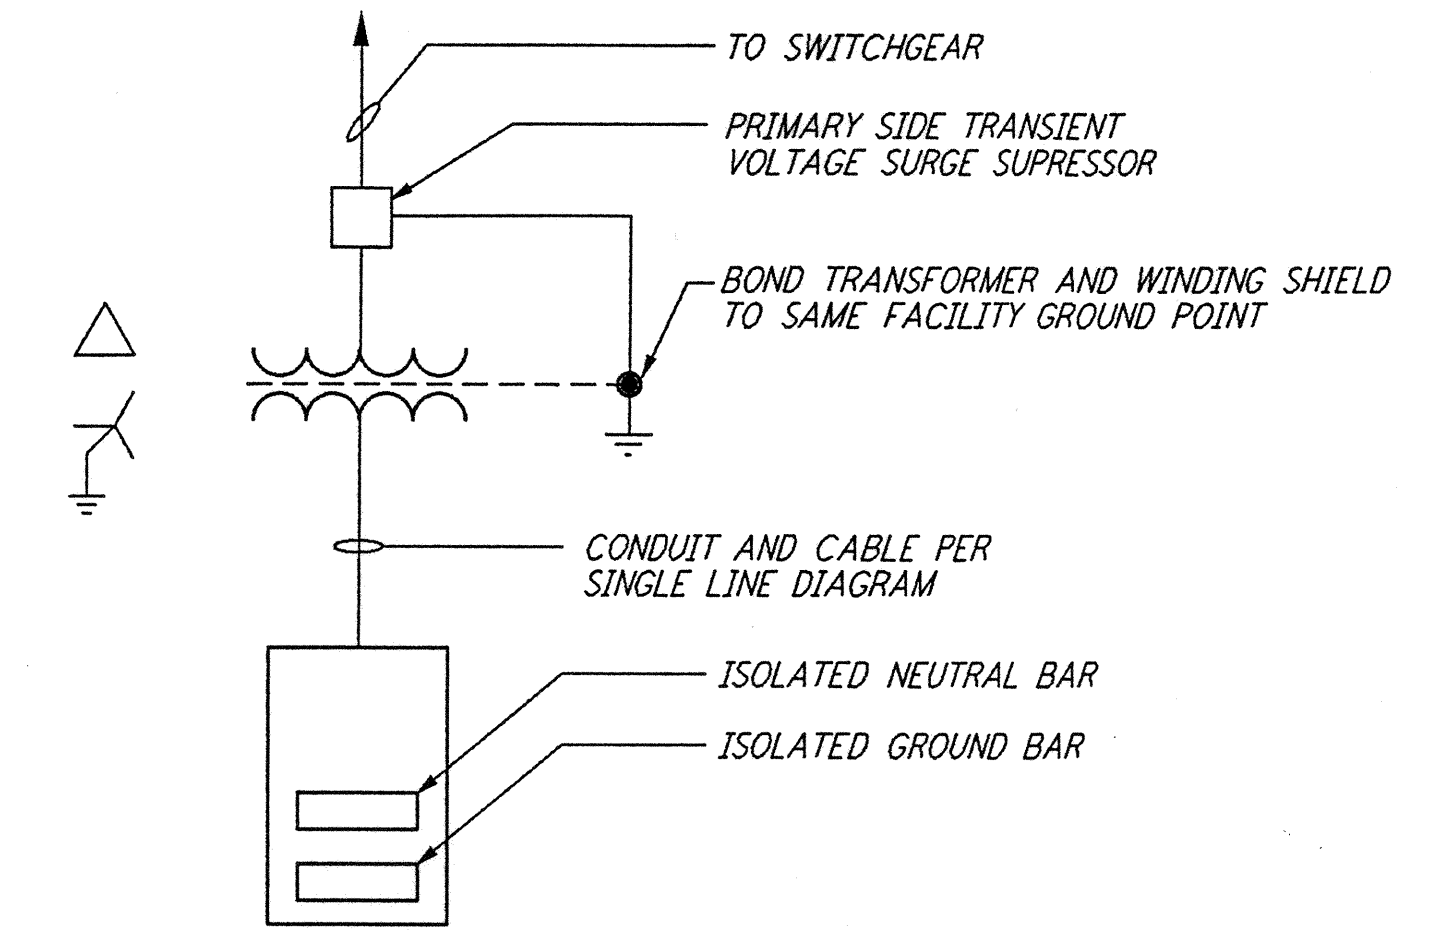 TO SWITCHGEAR
PRIMARY SIDE TRANSIENT
VOLTAGE SURGE SUPRESSOR
BOND TRANSFORMER AND WINDING SHIELD
TO SAME FACILITY GROUND POINT
CONDUIT AND CABLE PER
SINGLE LINE DIAGRAM
ISOLATED NEUTRAL BAR
ISOLATED GROUND BAR